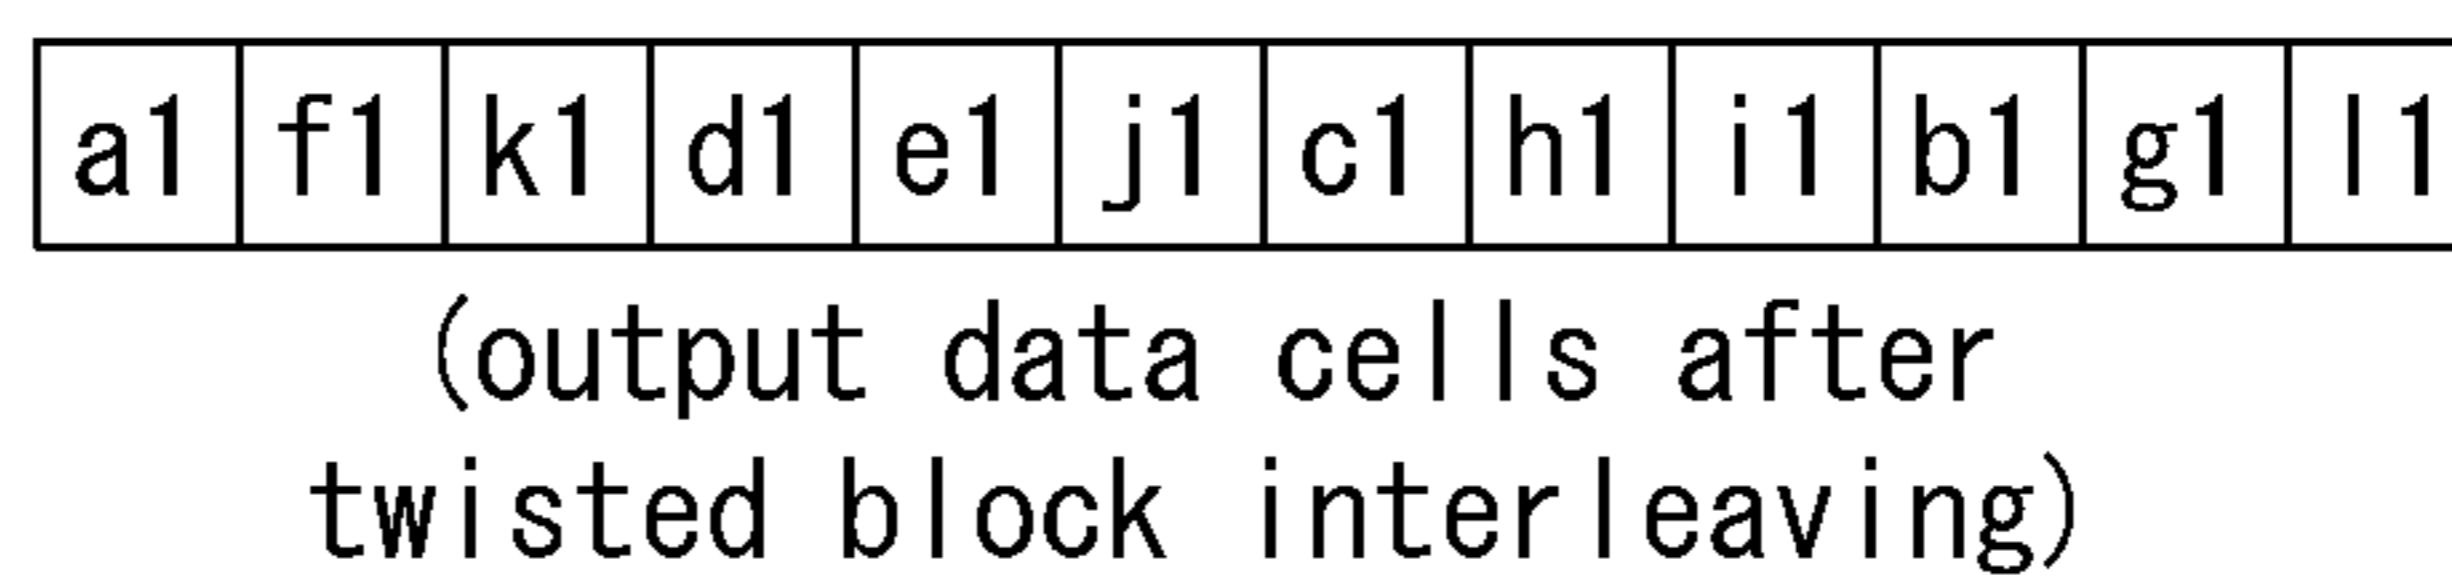 a1 f1 k1 d1 e1 j1 c1 h1 i1 b1 g1 l1
(output data cells after
twisted block interleaving)